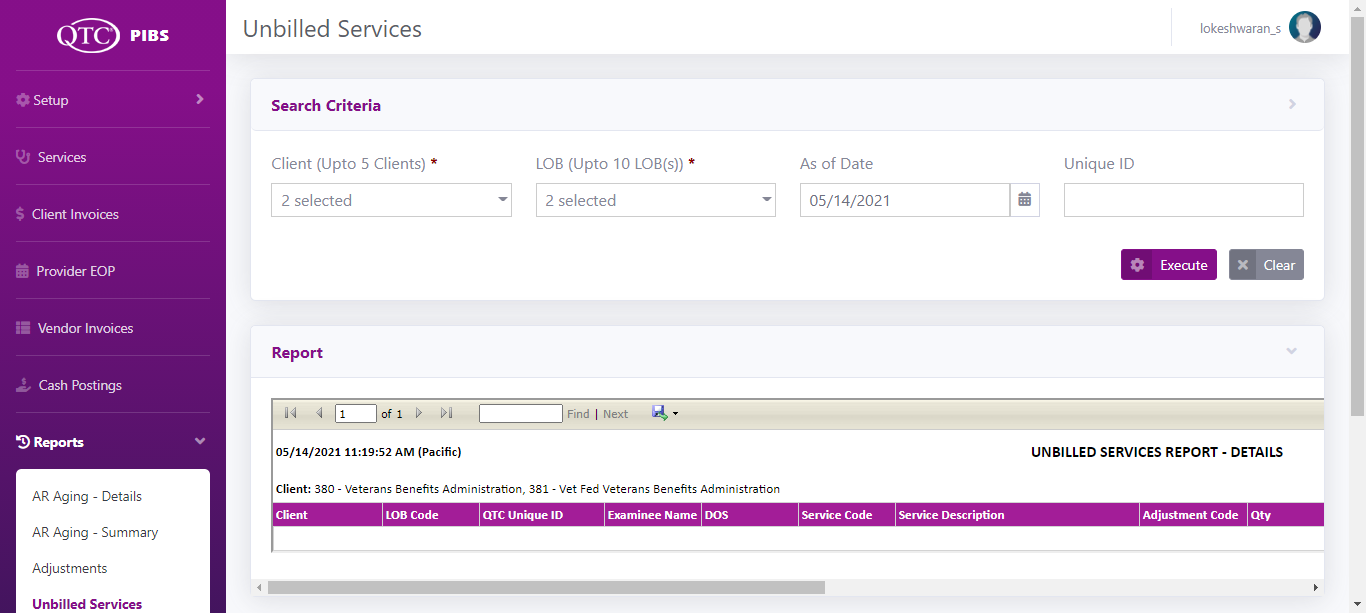 QTC PIBS
Unbilled Services
lokeshwaran_s
Setup
Services
Client Invoices
Provider EOP
Vendor Invoices
Cash Postings
Reports
AR Aging - Details
AR Aging - Summary
Adjustments
Unbilled Services
Search Criteria
Client (Upto 5 Clients) * LOB (Upto 10 LOB(s)) * As of Date Unique ID
2 selected 2 selected 05/14/2021
Execute Clear
Report
1 of 1 Find | Next
05/14/2021 11:19:52 AM (Pacific) UNBILLED SERVICES REPORT - DETAILS
Client: 380 - Veterans Benefits Administration, 381 - Vet Fed Veterans Benefits Administration
Client LOB Code QTC Unique ID Examinee Name DOS Service Code Service Description Adjustment Code Qty